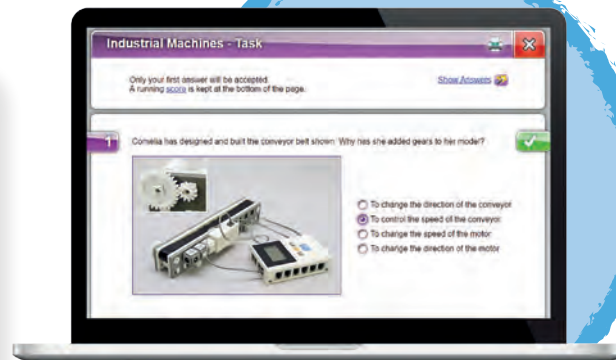 Industrial Machines - Task
Only your first answer will be accepted.
Show Answers
A running score is kept at the bottom of the page.
1
Cornelia has designed and built the conveyor belt shown. Why has she added gears to her model?
To change the direction of the conveyor
To control the speed of the conveyor
To change the speed of the motor
To change the direction of the motor